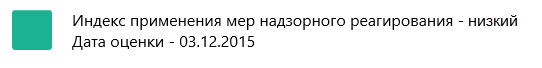 Индекс применения мер надзорного реагирования - низкий
Дата оценки - 03.12.2015